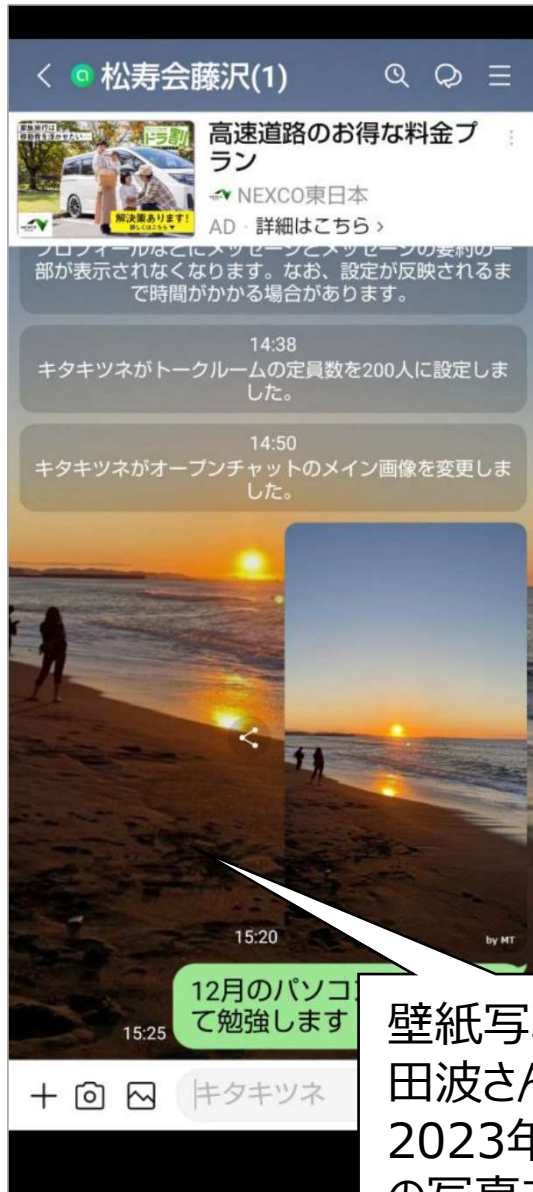 松寿会藤沢(1)
ドラ割
解決策あります!
高速道路のお得な料金プ
ラン
NEXCO東日本
AD · 詳細はこちら ›
プロフィールなどにメッセージとメッセージの要約の一
部が表示されなくなります。なお、設定が反映されるま
で時間がかかる場合があります。
14:38
キタキツネがトークルームの定員数を200人に設定しま
した。
14:50
キタキツネがオープンチャットのメイン画像を変更しま
した。
15:20
by MT
12月のパソコ
て勉強します
15:25
キタキツネ
壁紙写
田波さん
2023年
の写真